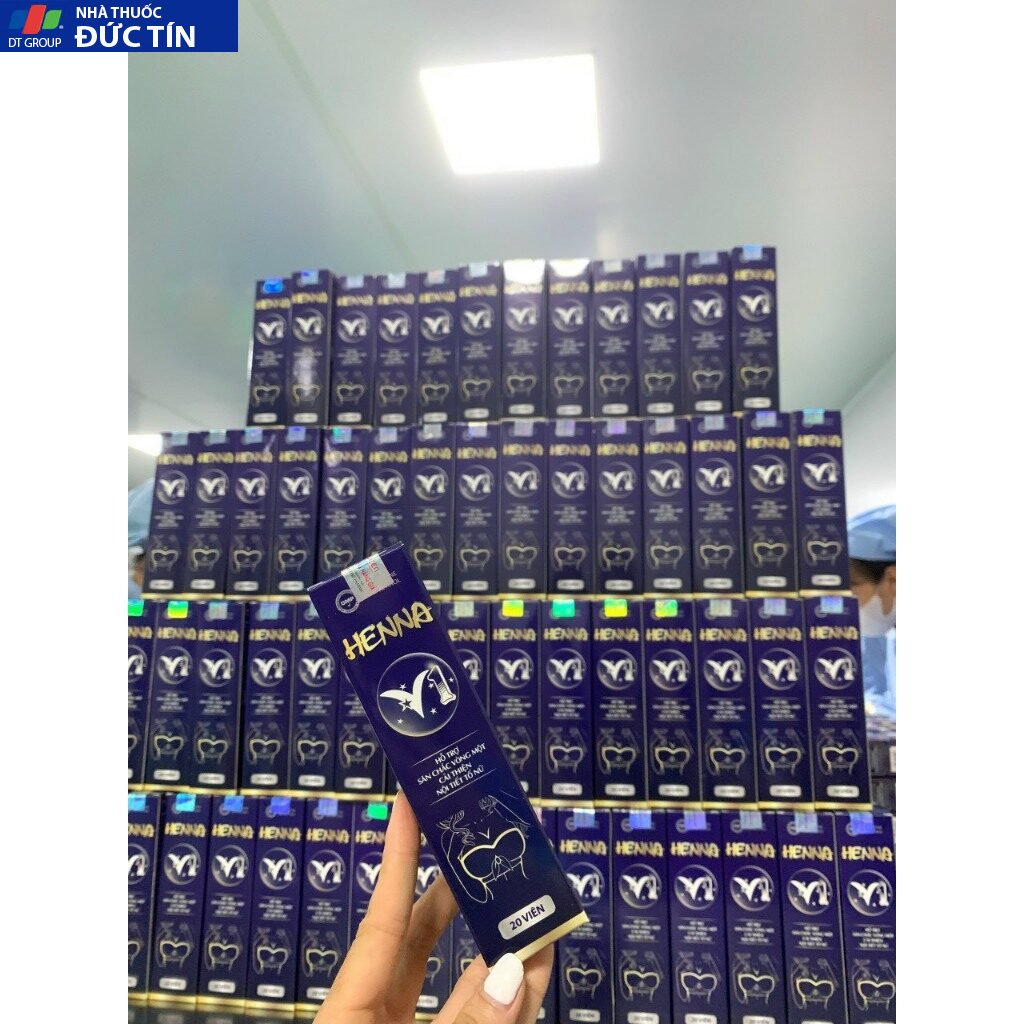 NHÀ THUỐC
DT GROUP
ĐỨC TÍN
HENNA
V1
HỖ TRỢ
SĂN CHẮC VÒNG MỘT
CẢI THIỆN
NỘI TIẾT TỐ NỮ
20 VIÊN